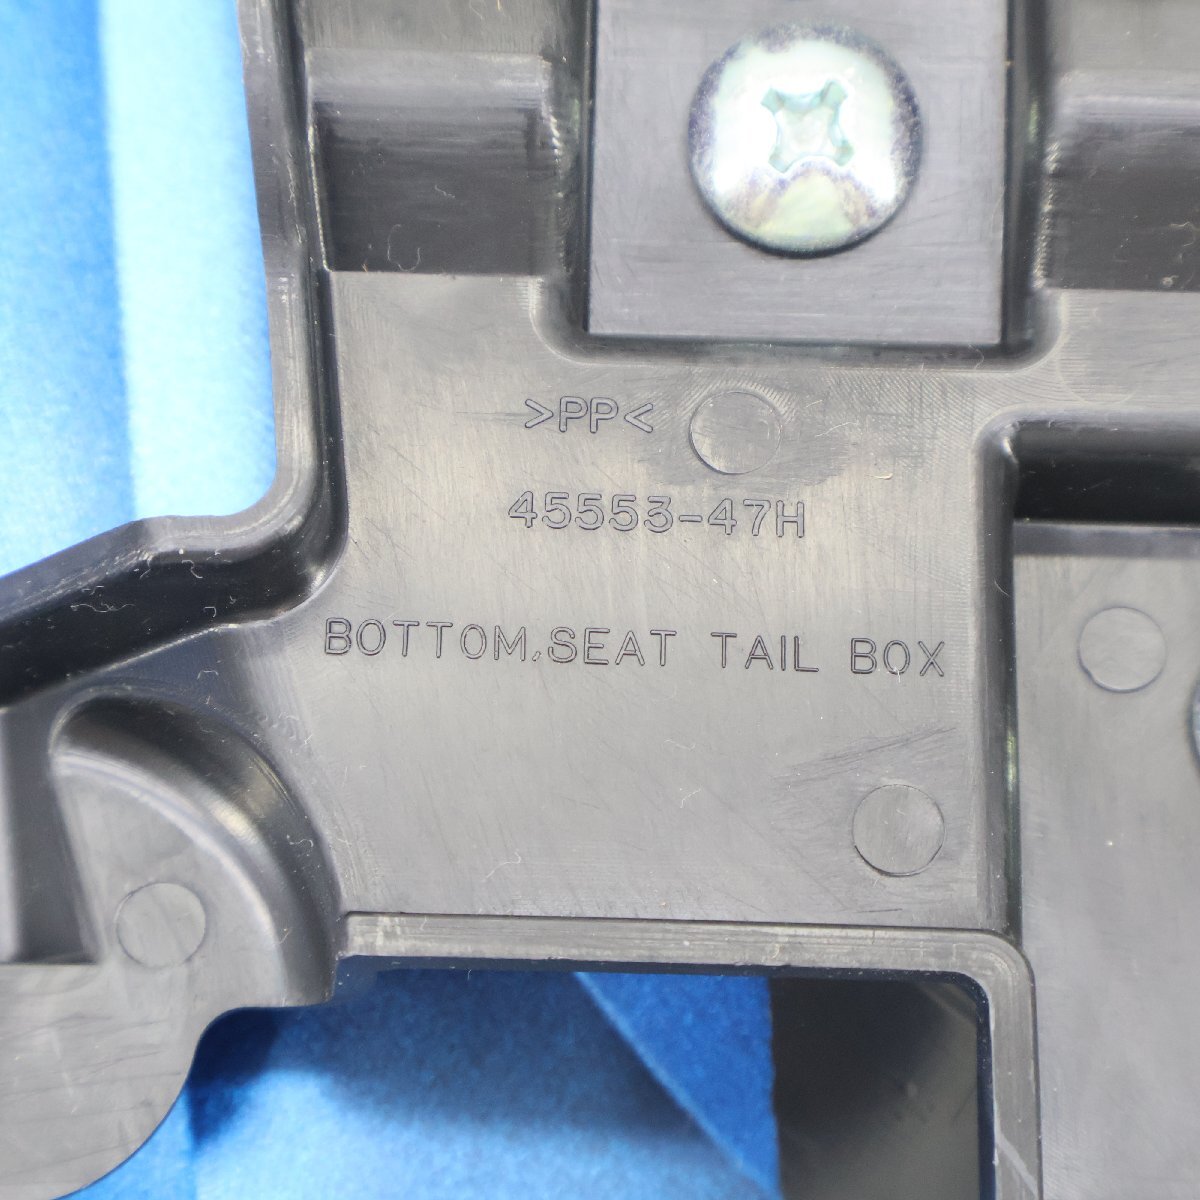 >PP<
45553-47H
BOTTOM,SEAT TAIL BOX